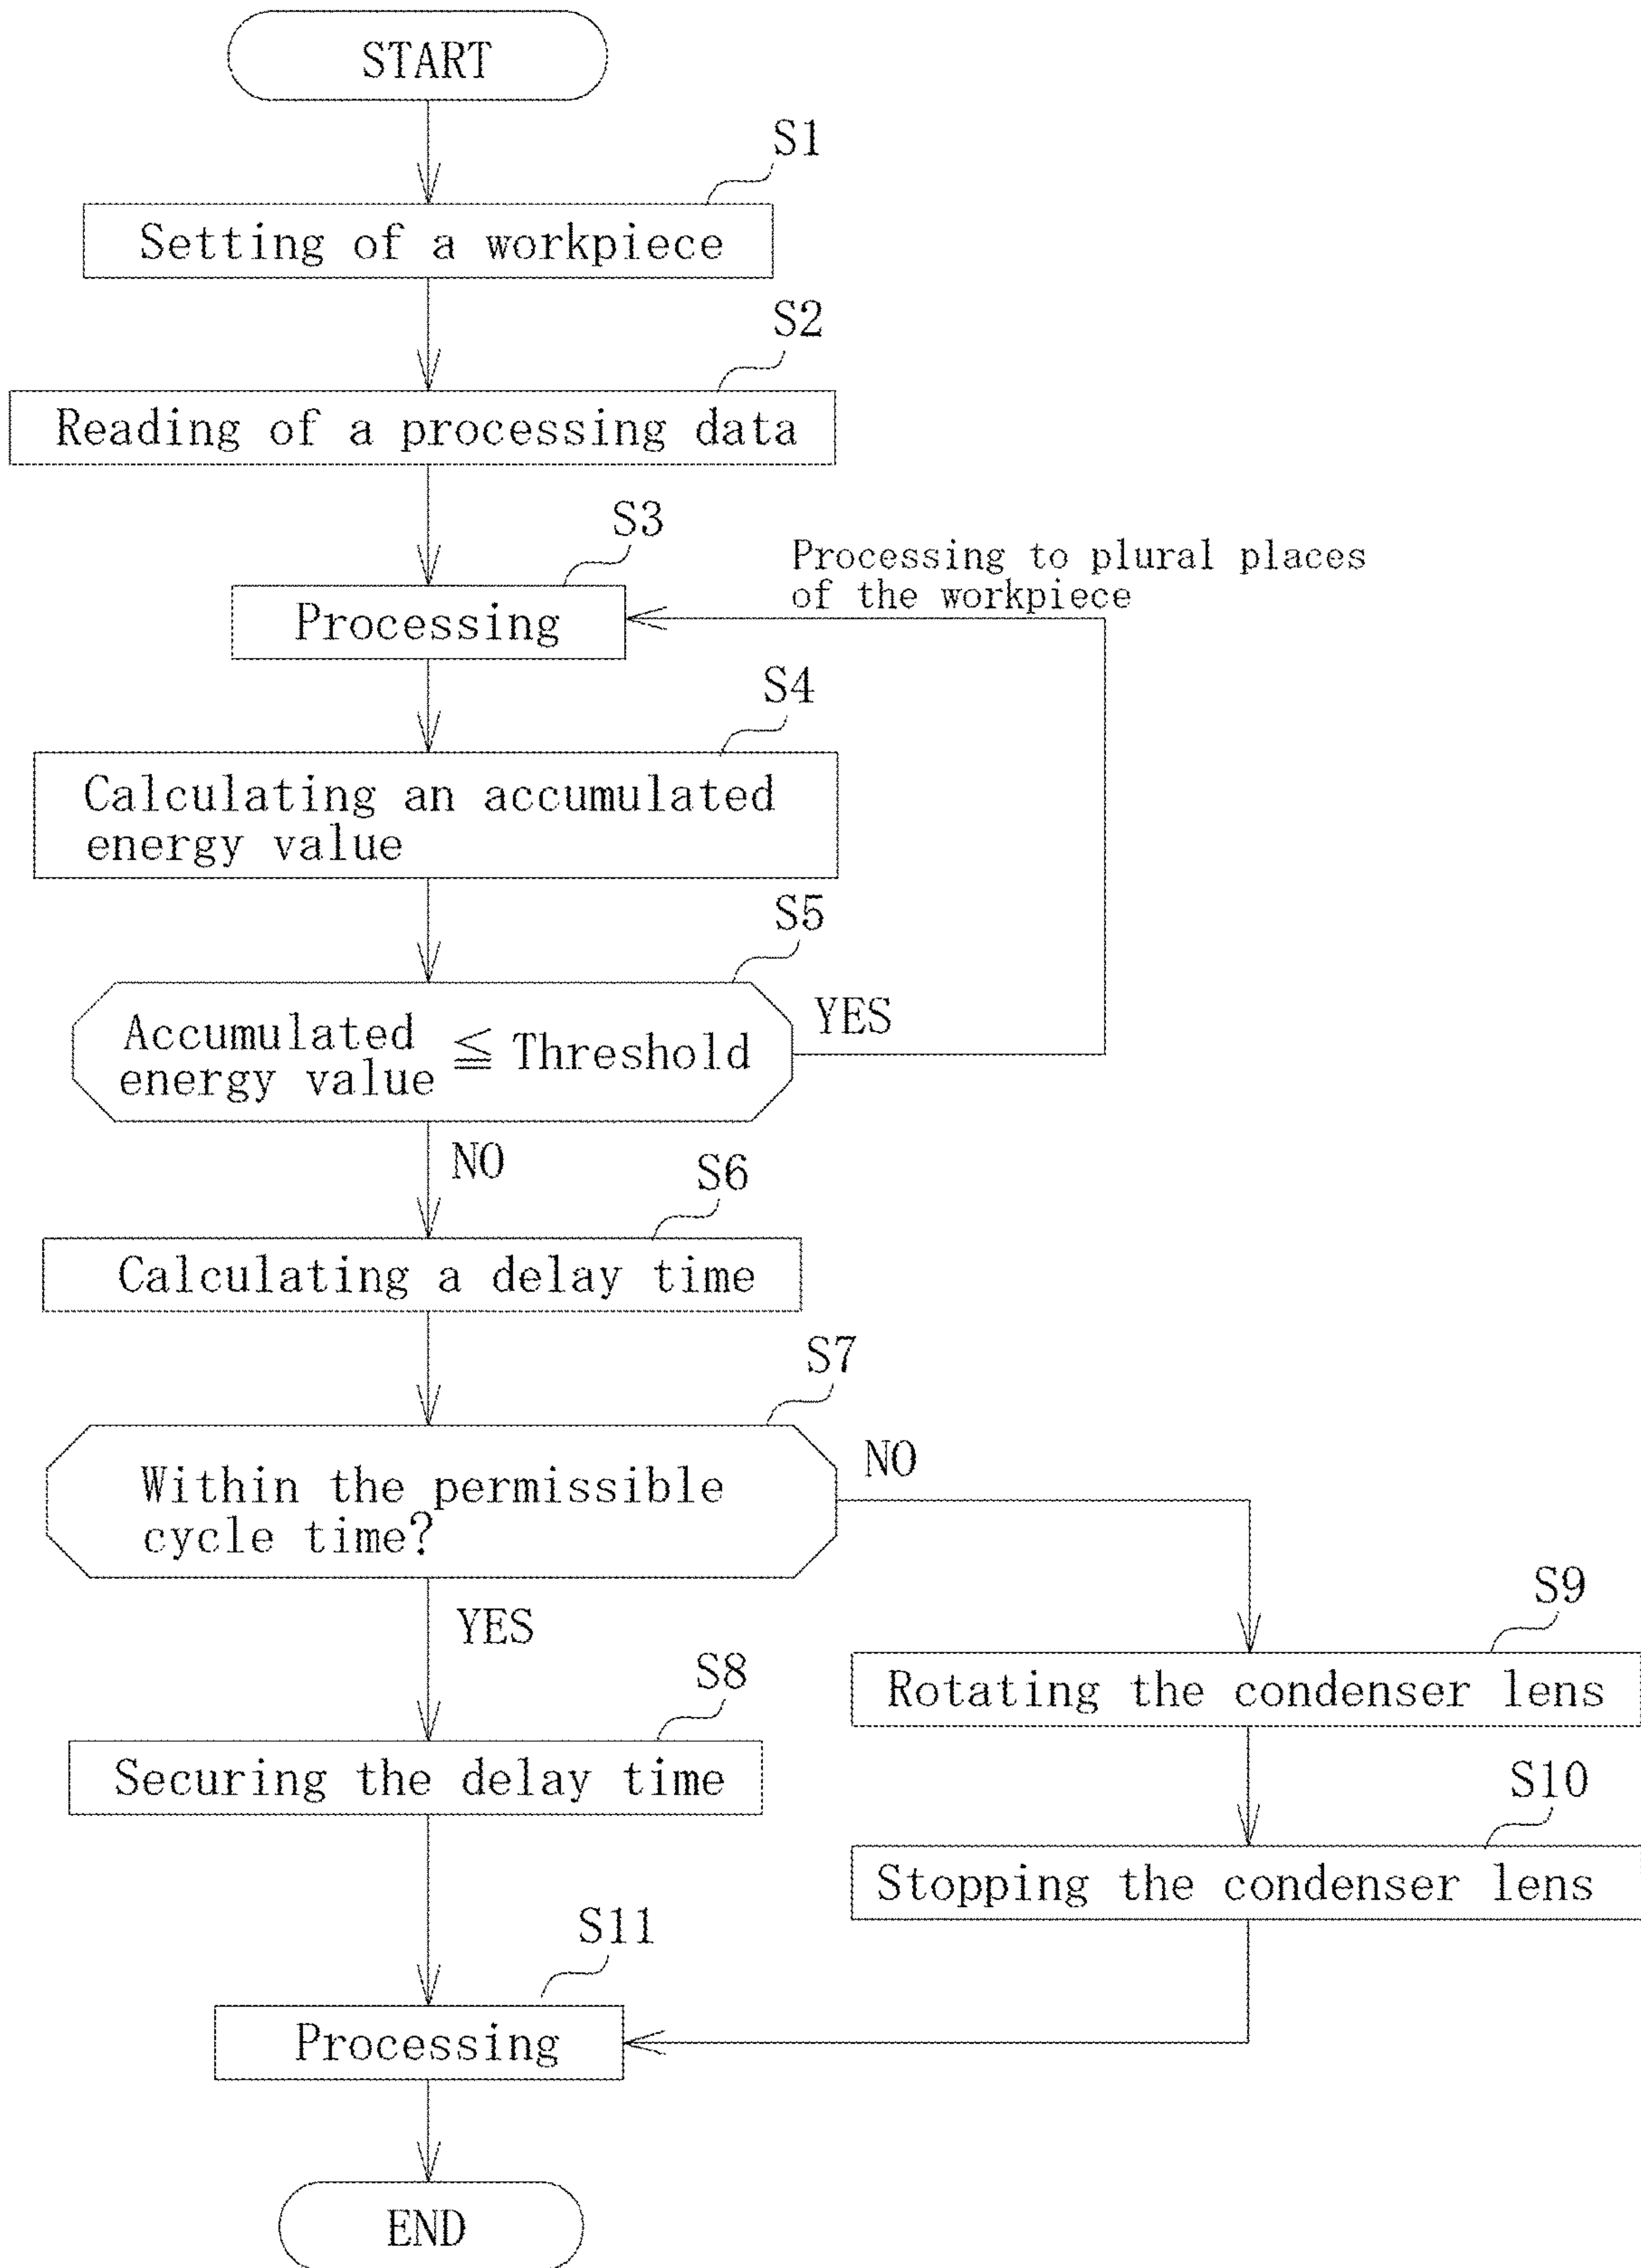 START
S1
Setting of a workpiece
S2
Reading of a processing data
S3
Processing
Processing to plural places
of the workpiece
S4
Calculating an accumulated
energy value
S5
Accumulated
energy value ≦ Threshold
YES
NO
S6
Calculating a delay time
S7
Within the permissible
cycle time?
NO
YES
S8
Securing the delay time
S9
Rotating the condenser lens
S10
Stopping the condenser lens
S11
Processing
END